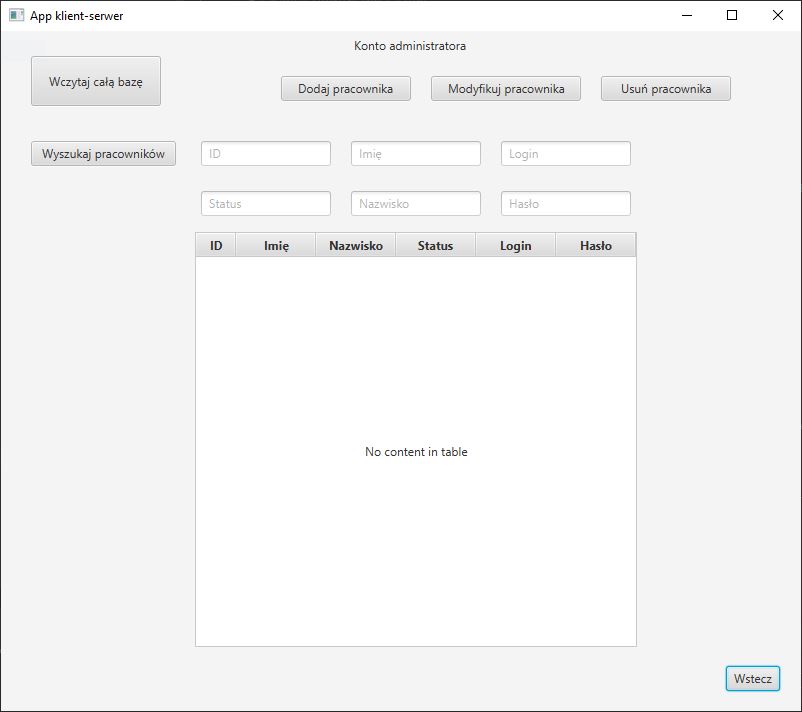 App klient-serwer
Konto administratora
Wczytaj całą bazę
Dodaj pracownika Modyfikuj pracownika Usuń pracownika
Wyszukaj pracowników ID Imię Login
Status Nazwisko Hasło
ID Imię Nazwisko Status Login Hasło
No content in table
Wstecz